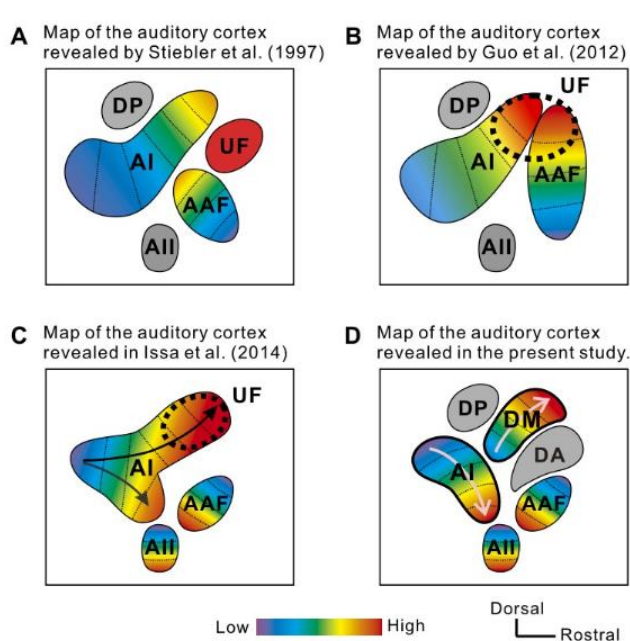 A Map of the auditory cortex
revealed by Stiebler et al. (1997)
DP
UF
AI
AAF
AII
B Map of the auditory cortex
revealed by Guo et al. (2012)
UF
DP
AI
AAF
AII
C Map of the auditory cortex
revealed in Issa et al. (2014)
UF
AI
AAF
AII
D Map of the auditory cortex
revealed in the present study.
DP
DM
DA
AI
AAF
AII
Low High
Dorsal
Rostral